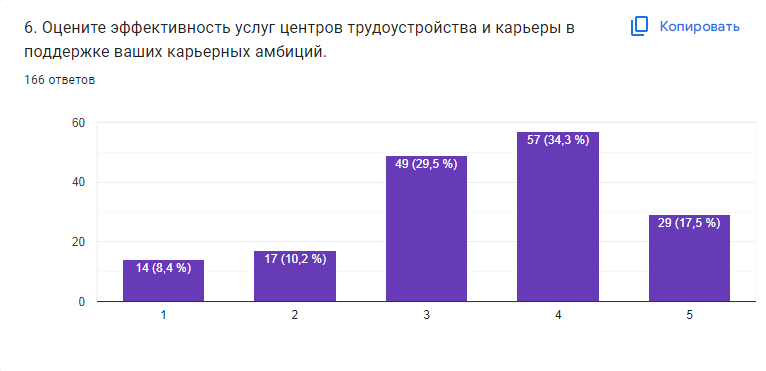 6. Оцените эффективность услуг центров трудоустройства и карьеры в
поддержке ваших карьерных амбиций.
Копировать
166 ответов
60
40
20
0
14 (8,4 %)
17 (10,2 %)
49 (29,5 %)
57 (34,3 %)
29 (17,5 %)
1
2
3
4
5